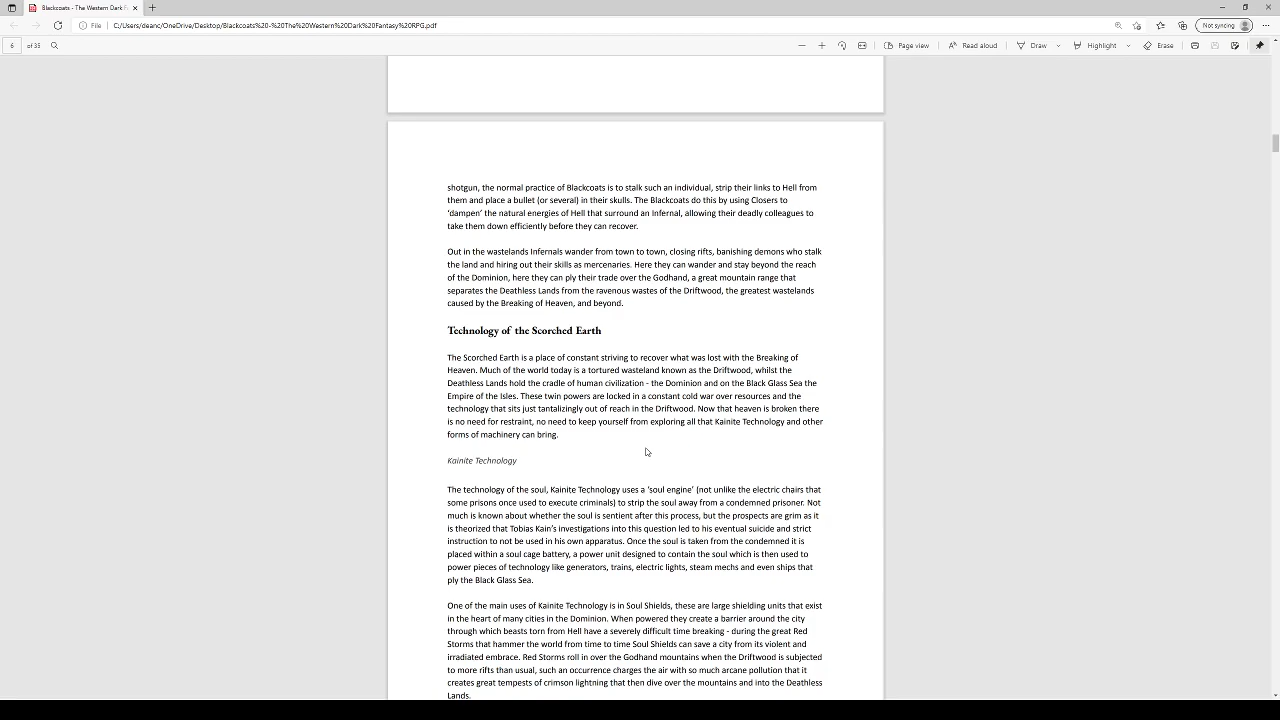 Blackcoats - The Western Dark F
File
C:/Users/deanc/OneDrive/Desktop/Blackcoats%20-%20The%20Western%20Dark%20Fantasy%20RPG.pdf
Not syncing
6
of 35
Page view
Read aloud
Draw
Highlight
Erase
shotgun, the normal practice of Blackcoats is to stalk such an individual, strip their links to Hell from
them and place a bullet (or several) in their skulls. The Blackcoats do this by using Closers to
‘dampen’ the natural energies of Hell that surround an Infernal, allowing their deadly colleagues to
take them down efficiently before they can recover.
Out in the wastelands Infernals wander from town to town, closing rifts, banishing demons who stalk
the land and hiring out their skills as mercenaries. Here they can wander and stay beyond the reach
of the Dominion, here they can ply their trade over the Godhand, a great mountain range that
separates the Deathless Lands from the ravenous wastes of the Driftwood, the greatest wastelands
caused by the Breaking of Heaven, and beyond.
Technology of the Scorched Earth
The Scorched Earth is a place of constant striving to recover what was lost with the Breaking of
Heaven. Much of the world today is a tortured wasteland known as the Driftwood, whilst the
Deathless Lands hold the cradle of human civilization - the Dominion and on the Black Glass Sea the
Empire of the Isles. These twin powers are locked in a constant cold war over resources and the
technology that sits just tantalizingly out of reach in the Driftwood. Now that heaven is broken there
is no need for restraint, no need to keep yourself from exploring all that Kainite Technology and other
forms of machinery can bring.
Kainite Technology
The technology of the soul, Kainite Technology uses a ‘soul engine’ (not unlike the electric chairs that
some prisons once used to execute criminals) to strip the soul away from a condemned prisoner. Not
much is known about whether the soul is sentient after this process, but the prospects are grim as it
is theorized that Tobias Kain’s investigations into this question led to his eventual suicide and strict
instruction to not be used in his own apparatus. Once the soul is taken from the condemned it is
placed within a soul cage battery, a power unit designed to contain the soul which is then used to
power pieces of technology like generators, trains, electric lights, steam mechs and even ships that
ply the Black Glass Sea.
One of the main uses of Kainite Technology is in Soul Shields, these are large shielding units that exist
in the heart of many cities in the Dominion. When powered they create a barrier around the city
through which beasts torn from Hell have a severely difficult time breaking - during the great Red
Storms that hammer the world from time to time Soul Shields can save a city from its violent and
irradiated embrace. Red Storms roll in over the Godhand mountains when the Driftwood is subjected
to more rifts than usual, such an occurrence charges the air with so much arcane pollution that it
creates great tempests of crimson lightning that then dive over the mountains and into the Deathless
Lands.